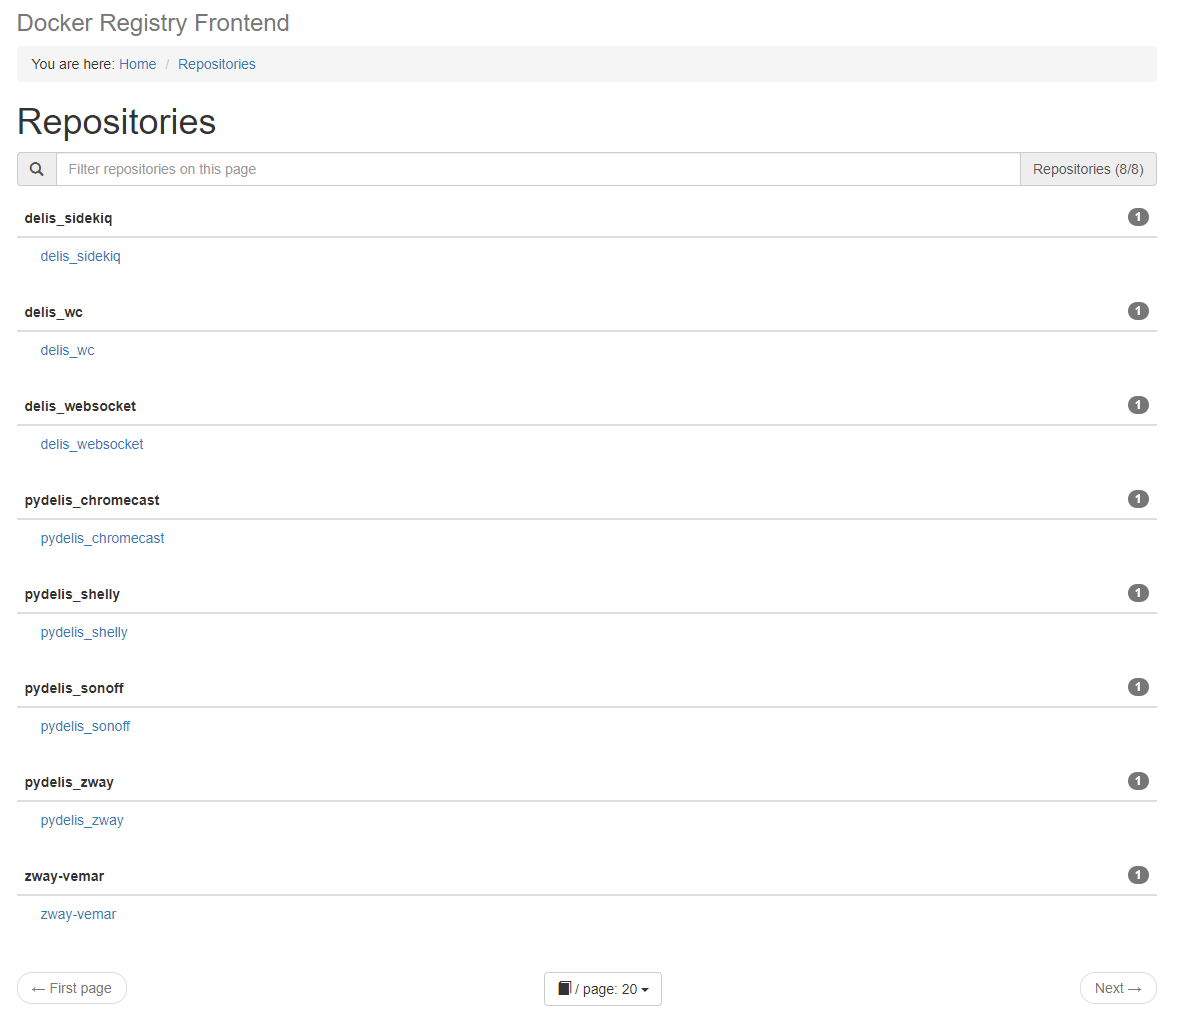 Docker Registry Frontend
You are here: Home / Repositories
Repositories
Filter repositories on this page Repositories (8/8)
delis_sidekiq 1
delis_sidekiq
delis_wc 1
delis_wc
delis_websocket 1
delis_websocket
pydelis_chromecast 1
pydelis_chromecast
pydelis_shelly 1
pydelis_shelly
pydelis_sonoff 1
pydelis_sonoff
pydelis_zway 1
pydelis_zway
zway-vemar 1
zway-vemar
← First page / page: 20 Next →